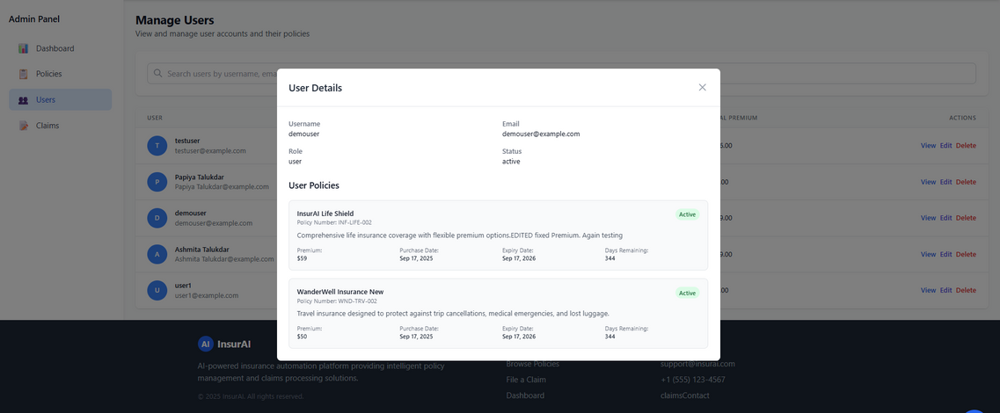 Admin Panel
Dashboard
Policies
Users
Claims
Manage Users
View and manage user accounts and their policies
Search users by username, ema
USER
AL PREMIUM
ACTIONS
T
testuser
testuser@example.com
View Edit Delete
P
Papiya Talukdar
Papiya Talukdar@example.com
View Edit Delete
D
demouser
demouser@example.com
View Edit Delete
A
Ashmita Talukdar
Ashmita Talukdar@example.com
View Edit Delete
U
user1
user1@example.com
View Edit Delete
User Details
Username
demouser
Email
demouser@example.com
Role
user
Status
active
User Policies
InsurAI Life Shield
Active
Policy Number: INF-LIFE-002
Comprehensive life insurance coverage with flexible premium options.EDITED fixed Premium. Again testing
Premium: Purchase Date: Expiry Date: Days Remaining:
$59 Sep 17, 2025 Sep 17, 2026 344
WanderWell Insurance New
Active
Policy Number: WND-TRV-002
Travel insurance designed to protect against trip cancellations, medical emergencies, and lost luggage.
Premium: Purchase Date: Expiry Date: Days Remaining:
$50 Sep 17, 2025 Sep 17, 2026 344
AI InsurAI
AI-powered insurance automation platform providing intelligent policy
management and claims processing solutions.
© 2025 InsurAI. All rights reserved.
Browse Policies
File a Claim
Dashboard
support@insurai.com
+1 (555) 123-4567
claimsContact